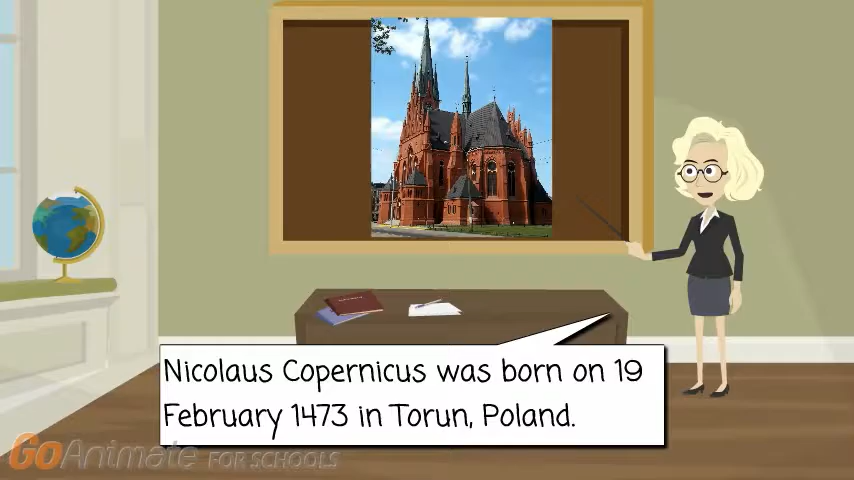 Nicolaus Copernicus was born on 19
February 1473 in Torun, Poland.
GoAnimate FOR SCHOOLS